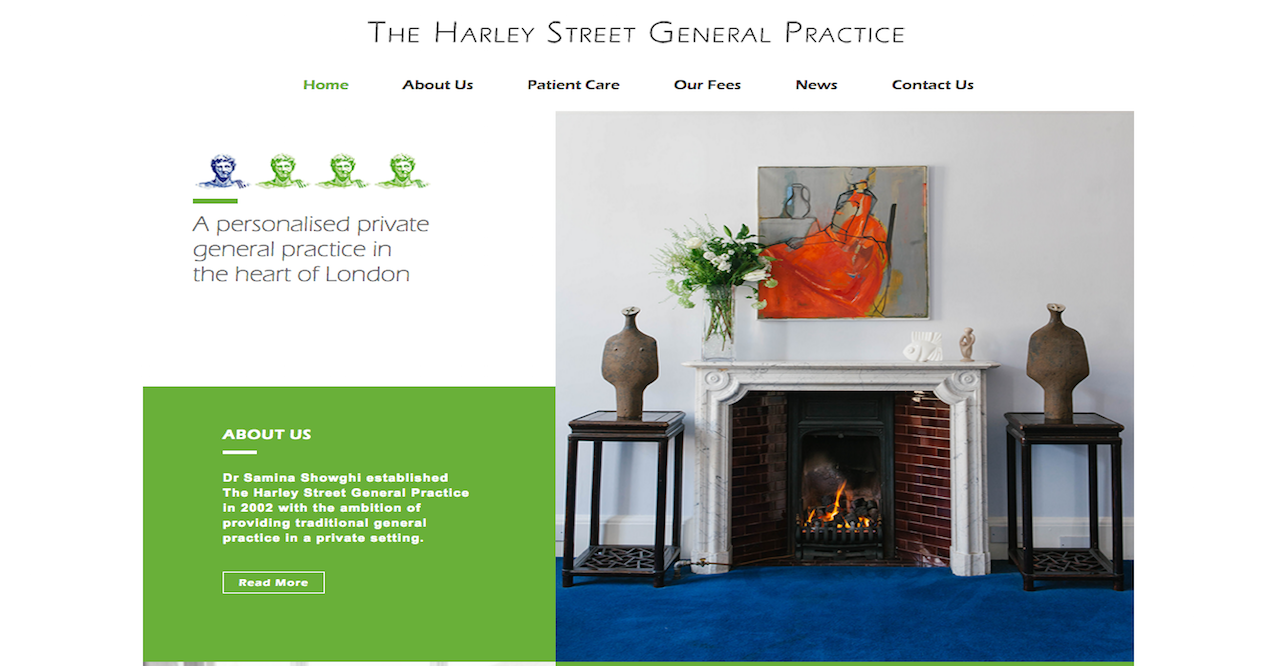 The Harley Street General Practice
Home About Us Patient Care Our Fees News Contact Us
A personalised private
general practice in
the heart of London
ABOUT US
Dr Samina Showghi established
The Harley Street General Practice
in 2002 with the ambition of
providing traditional general
practice in a private setting.
Read More